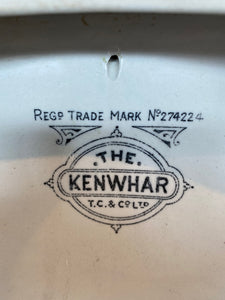 REGD TRADE MARK No 274224
. THE .
KENWHAR
T.C. & Co LTD